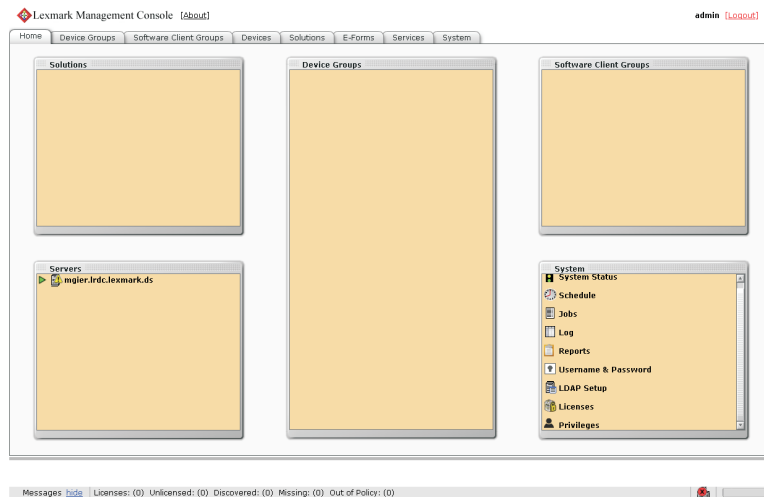 Lexmark Management Console [About] admin [Logout]
Home Device Groups Software Client Groups Devices Solutions E-Forms Services System
Solutions
Device Groups
Software Client Groups
Servers
mgier.lrdc.lexmark.ds
System
System Status
Schedule
Jobs
Log
Reports
Username & Password
LDAP Setup
Licenses
Privileges
Messages hide Licenses: (0) Unlicensed: (0) Discovered: (0) Missing: (0) Out of Policy: (0)